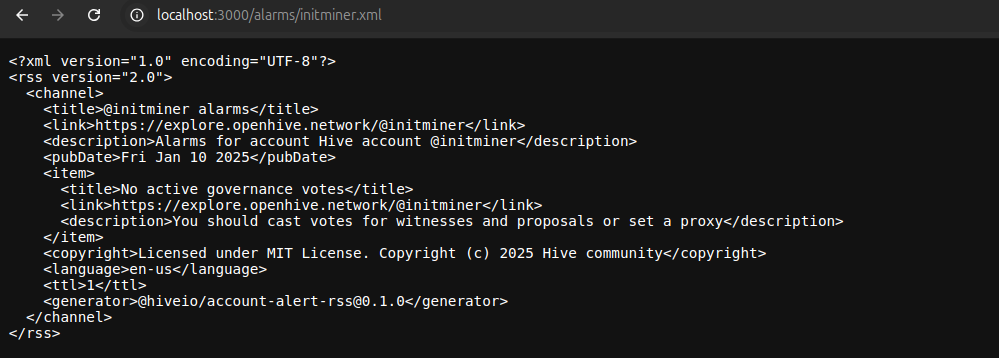 localhost:3000/alarms/initminer.xml
<?xml version="1.0" encoding="UTF-8"?>
<rss version="2.0">
  <channel>
    <title>@initminer alarms</title>
    <link>https://explore.openhive.network/@initminer</link>
    <description>Alarms for account Hive account @initminer</description>
    <pubDate>Fri Jan 10 2025</pubDate>
    <item>
      <title>No active governance votes</title>
      <link>https://explore.openhive.network/@initminer</link>
      <description>You should cast votes for witnesses and proposals or set a proxy</description>
    </item>
    <copyright>Licensed under MIT License. Copyright (c) 2025 Hive community</copyright>
    <language>en-us</language>
    <ttl>1</ttl>
    <generator>@hiveio/account-alert-rss@0.1.0</generator>
  </channel>
</rss>